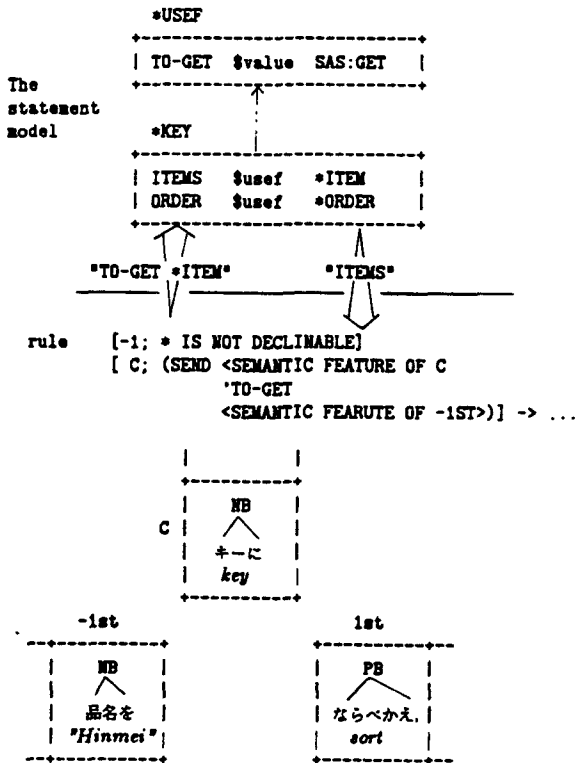 *USEF
TO-GET $value SAS:GET
The
statement
model
*KEY
ITEMS $usef *ITEM
ORDER $usef *ORDER
"TO-GET *ITEM" "ITEMS"
rule [-1; * IS NOT DECLINABLE]
[ C; (SEND <SEMANTIC FEATURE OF C
'TO-GET
<SEMANTIC FEARUTE OF -1ST>)] -> ...
NB
C
キーに
key
-1st 1st
NB PB
品名を ならべかえ,
"Hinmei" sort